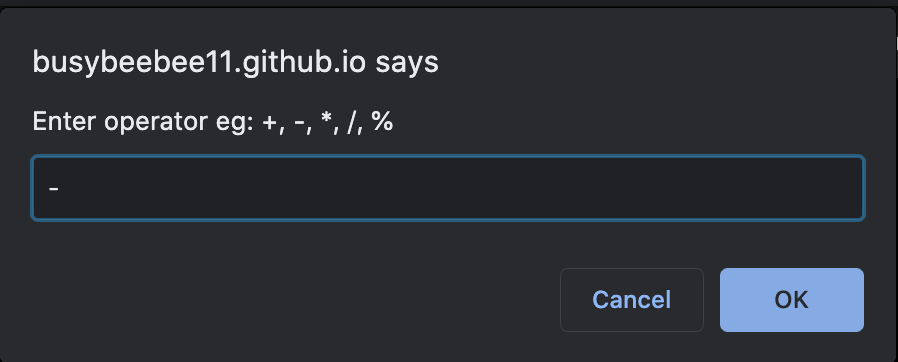 busybeebee11.github.io says
Enter operator eg: +, -, *, /, %
-
Cancel
OK